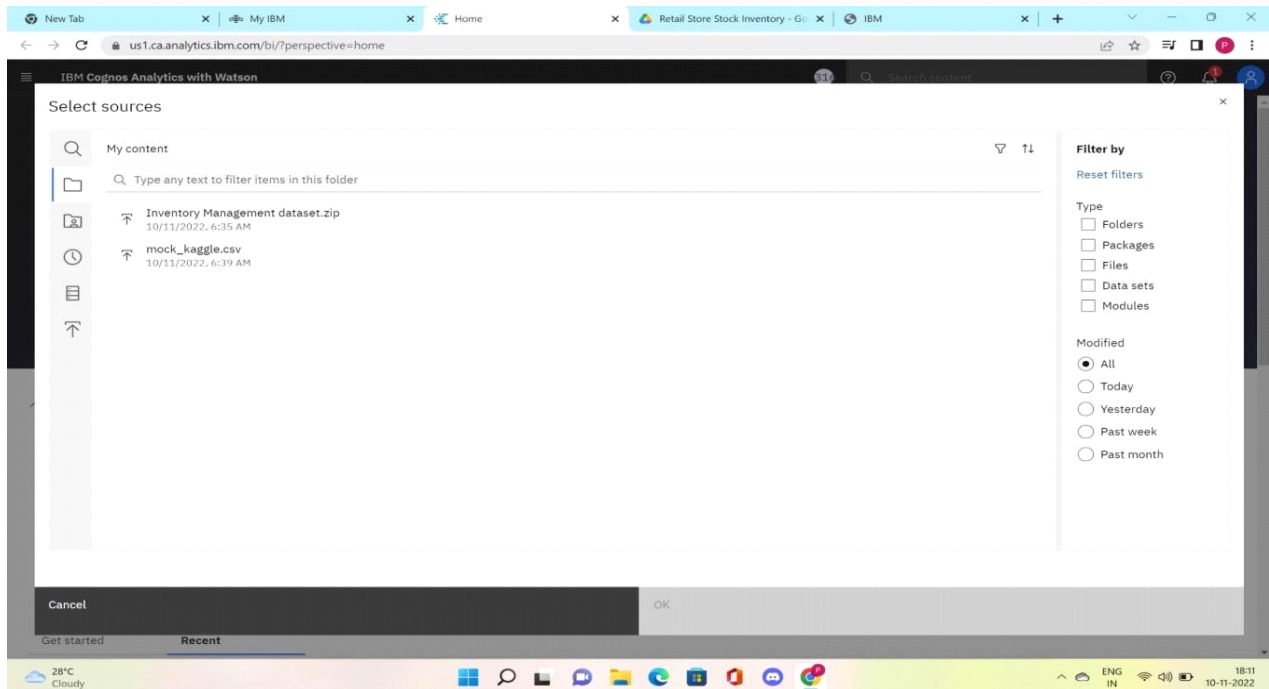 New Tab
My IBM
Home
Retail Store Stock Inventory - Go
IBM
us1.ca.analytics.ibm.com/bi/?perspective=home
P
IBM Cognos Analytics with Watson
Search content
1
Select sources
My content
Type any text to filter items in this folder
Inventory Management dataset.zip
10/11/2022, 6:35 AM
mock_kaggle.csv
10/11/2022, 6:39 AM
Filter by
Reset filters
Type
Folders
Packages
Files
Data sets
Modules
Modified
All
Today
Yesterday
Past week
Past month
Cancel
OK
Get started
Recent
28°C
Cloudy
P
ENG
IN
18:11
10-11-2022